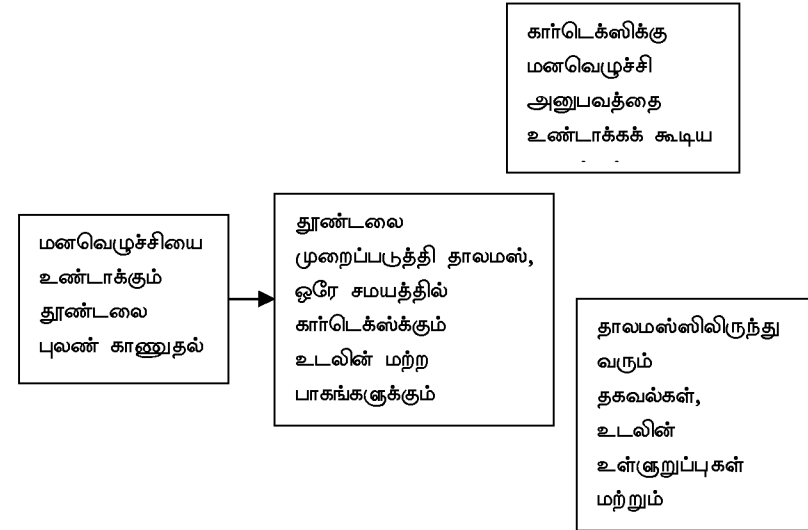 கார்டெக்ஸிக்கு
மனவெழுச்சி
அனுபவத்தை
உண்டாக்கக் கூடிய
மனவெழுச்சியை
உண்டாக்கும்
தூண்டலை
புலண் காணுதல்
தூண்டலை
முறைப்படுத்தி தாலமஸ்,
ஒரே சமயத்தில்
கார்டெக்ஸ்க்கும்
உடலின் மற்ற
பாகங்களுக்கும்
தாலமஸ்ஸிலிருந்து
வரும்
தகவல்கள்,
உடலின்
உள்ளுறுப்புகள்
மற்றும்